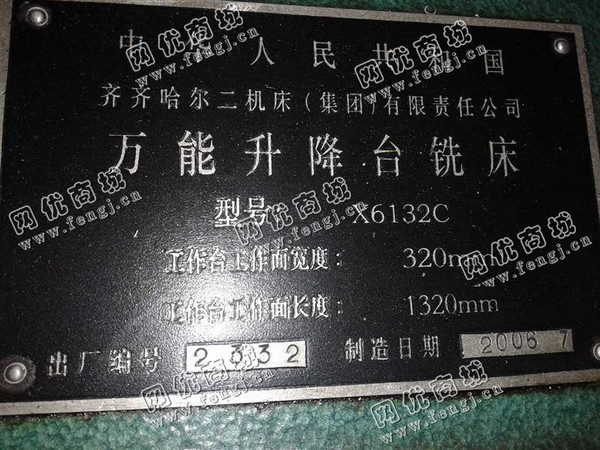 中华人民共和国
齐齐哈尔二机床(集团)有限责任公司
万能升降台铣床
型号 X6132C
工作台工作面宽度: 320mm
工作台工作面长度: 1320mm
出厂编号 2332 制造日期 2006 7
网优商城
www.fengj.com